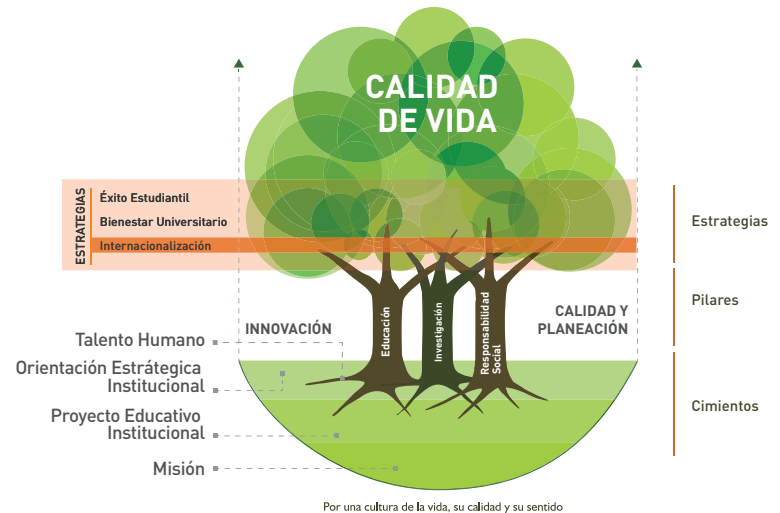 CALIDAD
DE VIDA
ESTRATEGIAS
Éxito Estudiantil
Bienestar Universitario
Internacionalización
Estrategias
Pilares
Cimientos
INNOVACIÓN
CALIDAD Y
PLANEACIÓN
Educación
Investigación
Responsabilidad
Social
Talento Humano
Orientación Estrátegica
Institucional
Proyecto Educativo
Institucional
Misión
Por una cultura de la vida, su calidad y su sentido